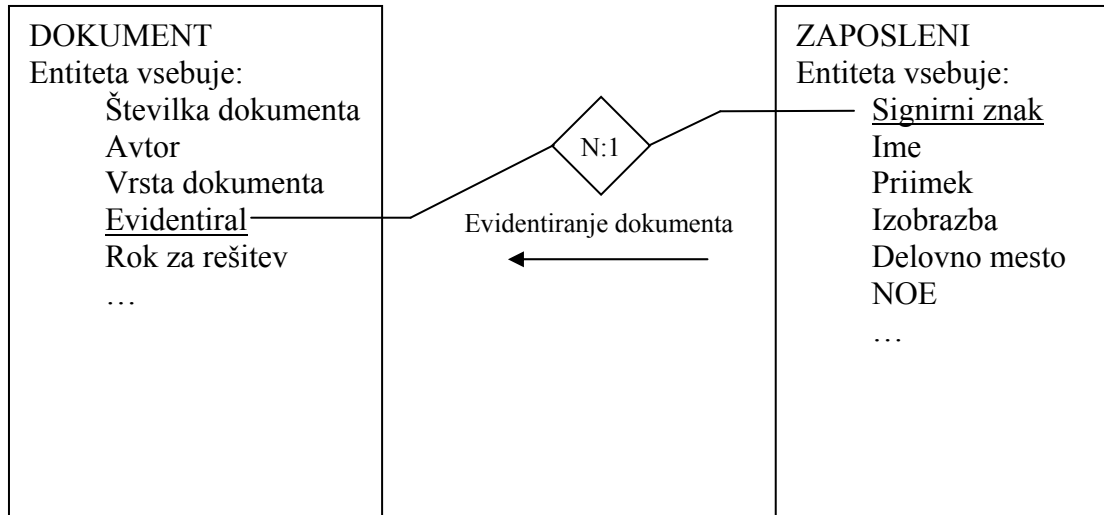 DOKUMENT
Entiteta vsebuje:
Številka dokumenta
Avtor
Vrsta dokumenta
Evidentiral
Rok za rešitev
…
N:1
Evidentiranje dokumenta
ZAPOSLENI
Entiteta vsebuje:
Signirni znak
Ime
Priimek
Izobrazba
Delovno mesto
NOE
…